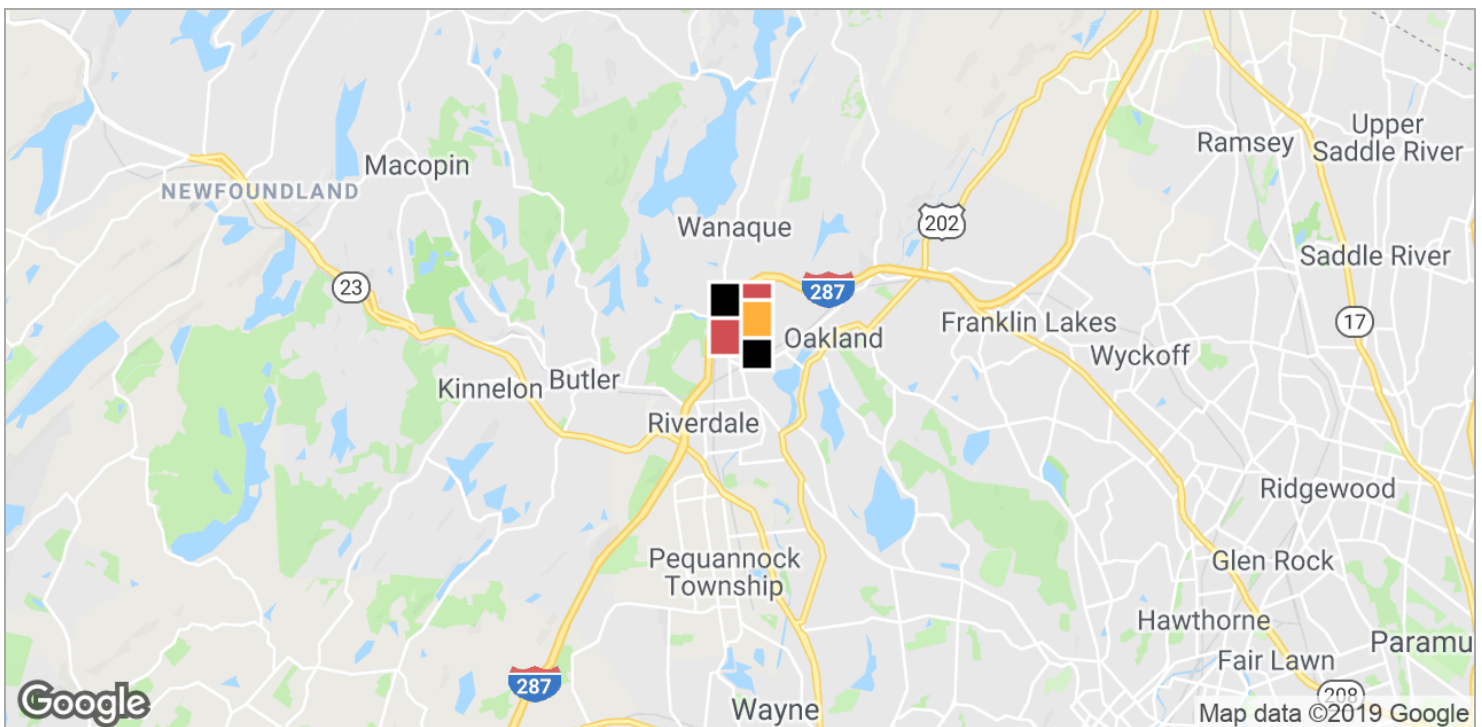 Upper
Saddle River
Ramsey
Macopin
NEWFOUNDLAND
202
Wanaque
Saddle River
23
287
17
Oakland
Franklin Lakes
Wyckoff
Kinnelon
Butler
Riverdale
Ridgewood
Pequannock
Township
Glen Rock
Hawthorne
Paramu
Fair Lawn
287
208
Google
Wayne
Map data ©2019 Google